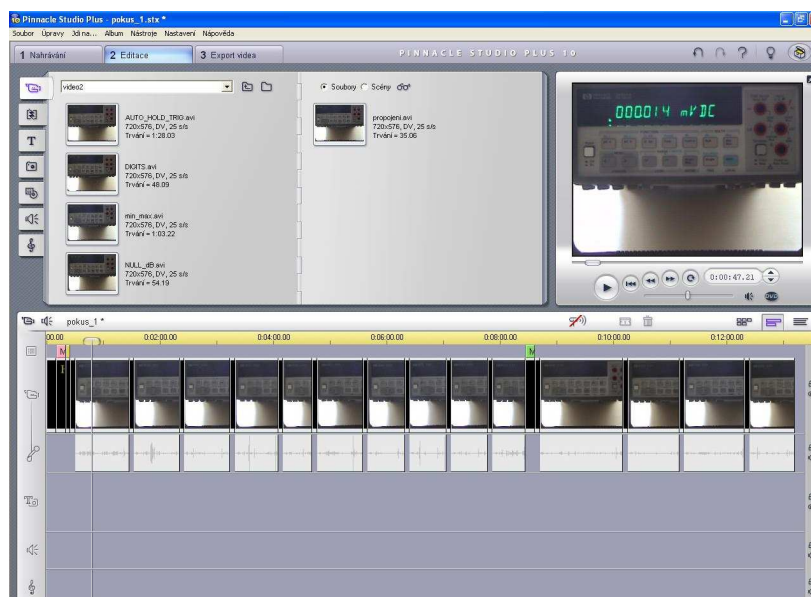 Pinnacle Studio Plus - pokus_1.stx *
Soubor Úpravy Jdi na... Album Nástroje Nastavení Nápověda
1 Nahrávání 2 Editace 3 Export videa PINNACLE STUDIO PLUS 10
video2
Soubory Scény
AUTO_HOLD_TRIG.avi
720x576, DV, 25 s/s
Trvání = 1:28.03
DIGITS.avi
720x576, DV, 25 s/s
Trvání = 48.09
min_max.avi
720x576, DV, 25 s/s
Trvání = 1:03.22
NULL_dB.avi
720x576, DV, 25 s/s
Trvání = 54.19
propojeni.avi
720x576, DV, 25 s/s
Trvání = 35.06
000014 mVDC
0:00:47.21
DVD
pokus_1 *
00.00 0:02:00.00 0:04:00.00 0:06:00.00 0:08:00.00 0:10:00.00 0:12:00.00